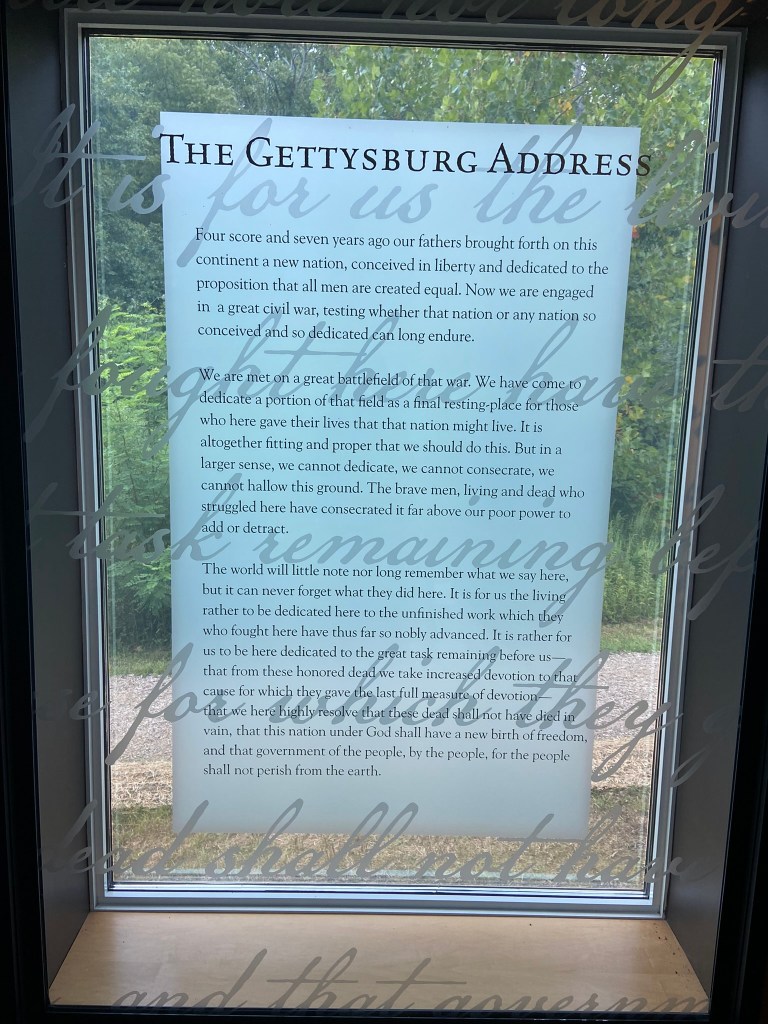 nor long
THE GETTYSBURG ADDRESS
It is for us the
Four score and seven years ago our fathers brought forth on this
continent a new nation, conceived in liberty and dedicated to the
proposition that all men are created equal. Now we are engaged
in a great civil war, testing whether that nation or any nation so
conceived and so dedicated can long endure.
fought here have
We are met on a great battlefield of that war. We have come to
dedicate a portion of that field as a final resting-place for those
who here gave their lives that that nation might live. It is
altogether fitting and proper that we should do this. But in a
larger sense, we cannot dedicate, we cannot consecrate, we
cannot hallow this ground. The brave men, living and dead who
struggled here have consecrated it far above our poor power to
add or detract.
task remaining bef
The world will little note nor long remember what we say here,
but it can never forget what they did here. It is for us the living
rather to be dedicated here to the unfinished work which they
who fought here have thus far so nobly advanced. It is rather for
us to be here dedicated to the great task remaining before us—
that from these honored dead we take increased devotion to that
cause for which they gave the last full measure of devotion—
that we here highly resolve that these dead shall not have died in
vain, that this nation under God shall have a new birth of freedom,
and that government of the people, by the people, for the people
shall not perish from the earth.
se for which they
dead shall not hav
and that governm